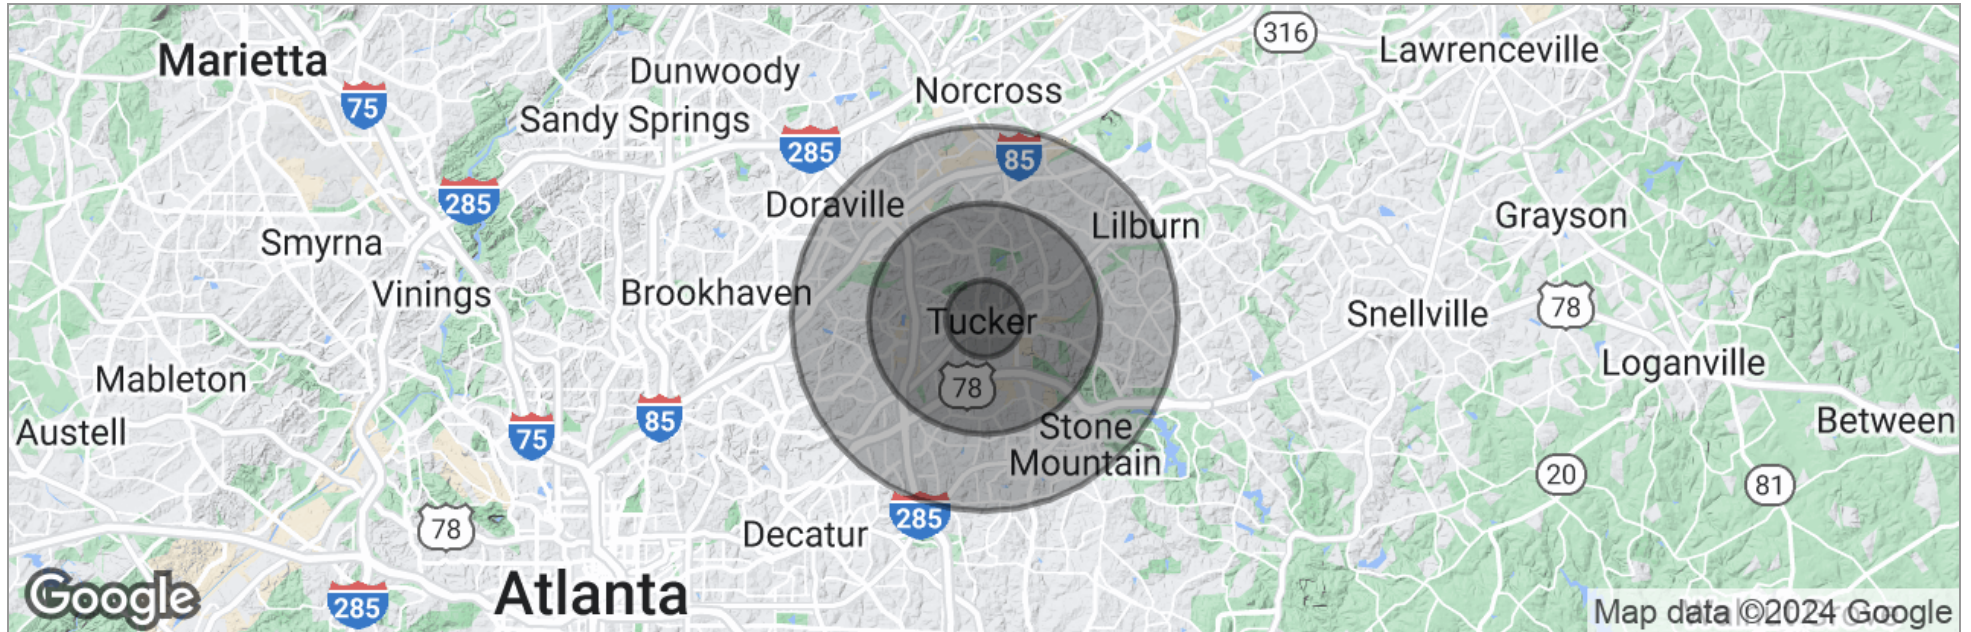 316
Lawrenceville
Marietta
Dunwoody
Norcross
75
Sandy Springs
285
85
285
Doraville
Lilburn
Grayson
Smyrna
Vinings
Brookhaven
Tucker
Snellville
78
Loganville
Mableton
78
Austell
75
85
Stone
Mountain
Between
20
81
285
78
Decatur
Atlanta
285
Google
Map data ©2024 Google